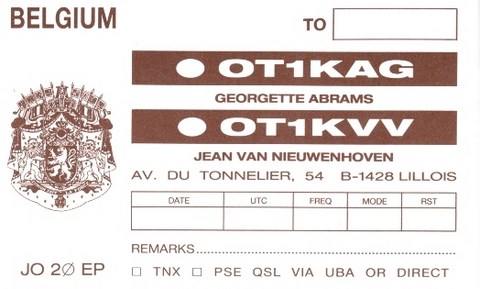 BELGIUM
TO
OT1KAG
GEORGETTE ABRAMS
OT1KVV
JEAN VAN NIEUWENHOVEN
AV. DU TONNELIER, 54 B-1428 LILLOIS
DATE UTC FREQ MODE RST
REMARKS
JO 2Ø EP
TNX PSE QSL VIA UBA OR DIRECT